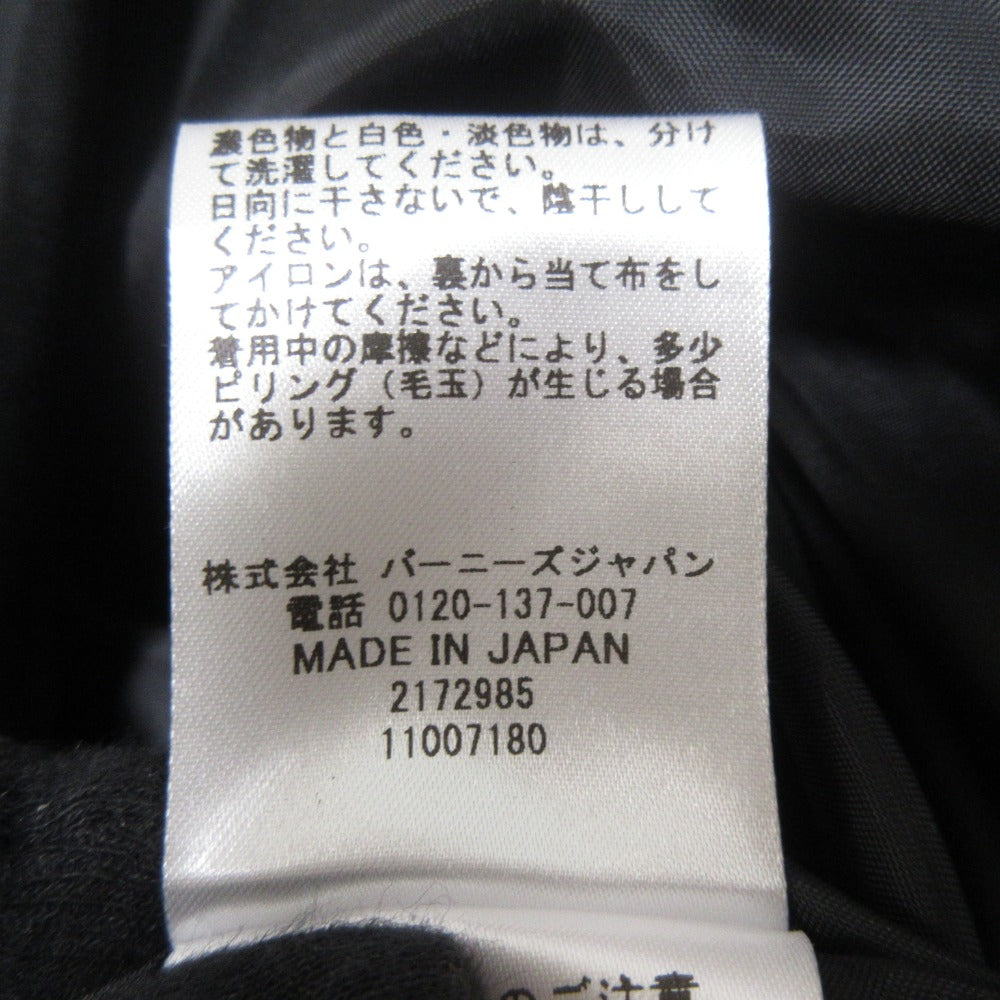 濃色物と白色・淡色物は、分け
て洗濯してください。
日向に干さないで、陰干しして
ください。
アイロンは、裏から当て布をし
てかけてください。
着用中の摩擦などにより、多少
ピリング（毛玉）が生じる場合
があります。
株式会社 バーニーズジャパン
電話 0120-137-007
MADE IN JAPAN
2172985
11007180
のご注意